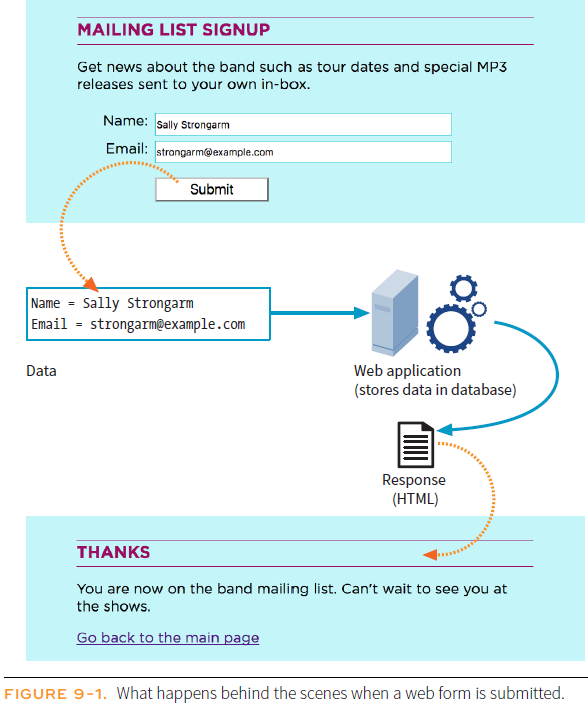 MAILING LIST SIGNUP
Get news about the band such as tour dates and special MP3
releases sent to your own in-box.
Name: Sally Strongarm
Email: strongarm@example.com
Submit
Name = Sally Strongarm
Email = strongarm@example.com
Data
Web application
(stores data in database)
Response
(HTML)
THANKS
You are now on the band mailing list. Can't wait to see you at
the shows.
Go back to the main page
FIGURE 9-1. What happens behind the scenes when a web form is submitted.